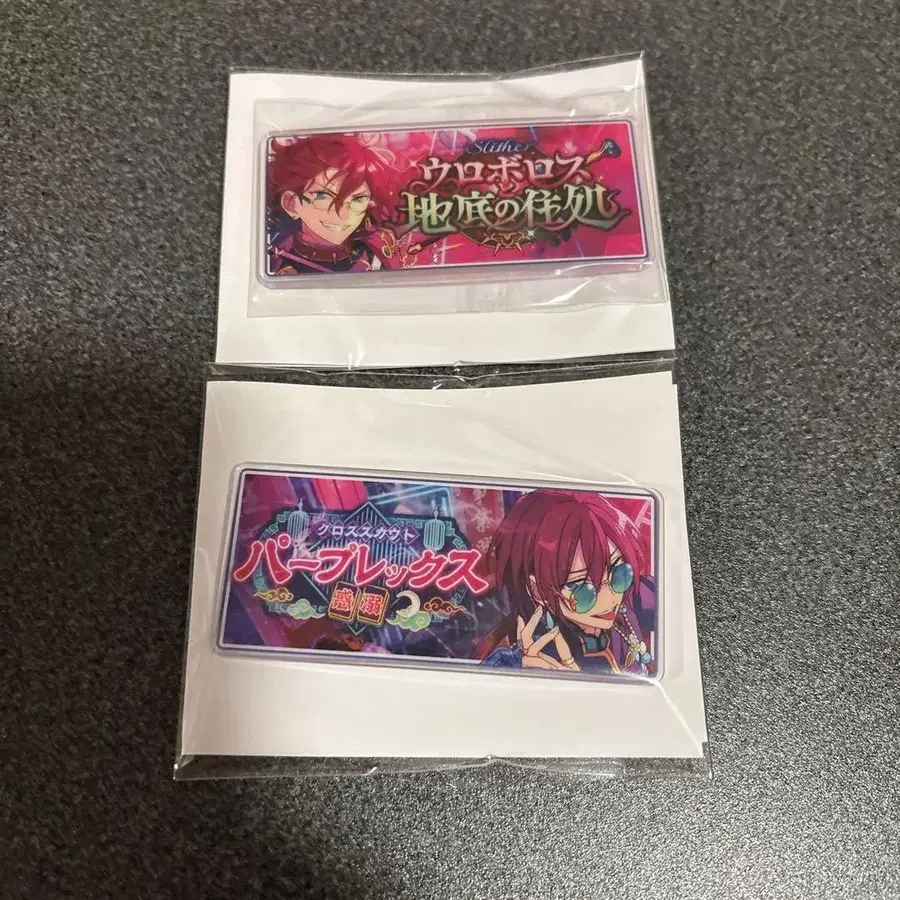 Slither
ウロボロス
地底の住処
クロススカウト
パープレックス
惑溺